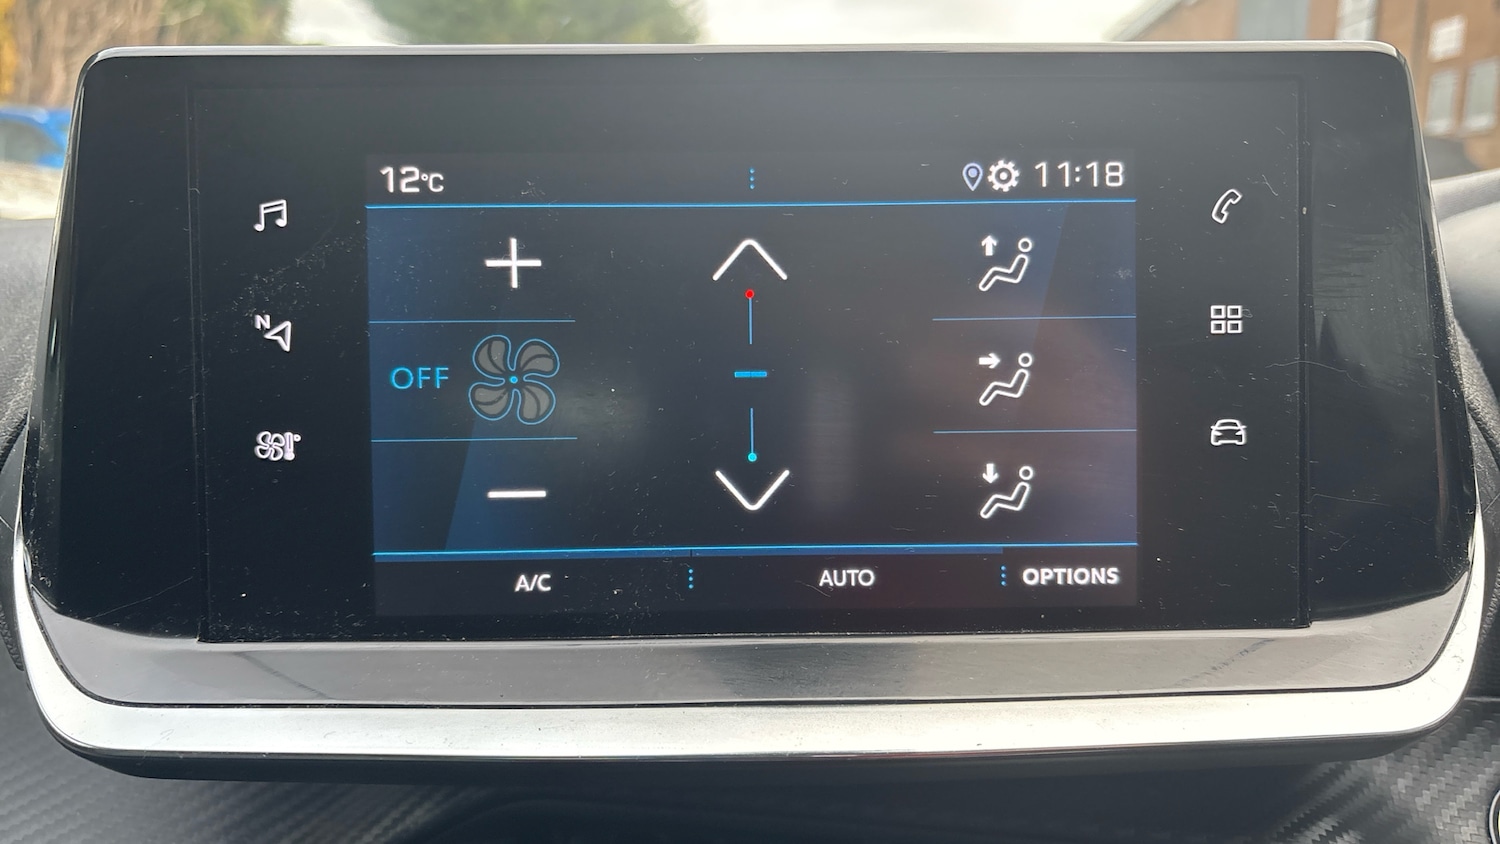 12°C
11:18
N
OFF
A/C
AUTO
OPTIONS